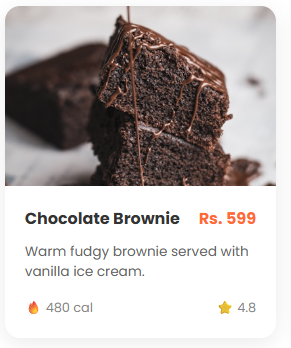 Chocolate Brownie Rs. 599
Warm fudgy brownie served with
vanilla ice cream.
🔥 480 cal ⭐ 4.8